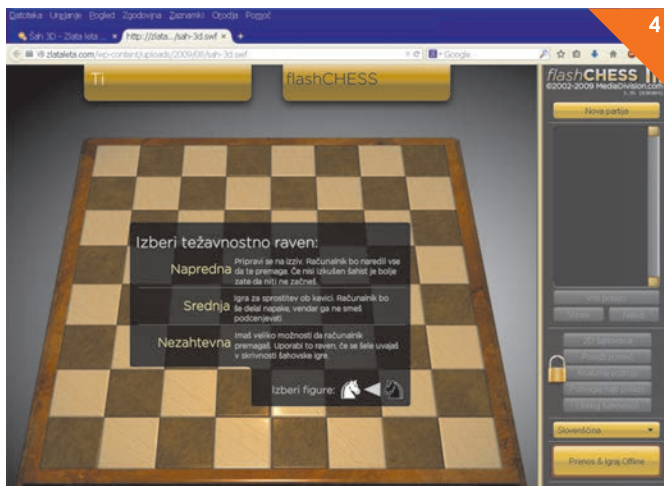 Datoteka Urejanje Pogled Zgodovina Zaznamki Orodja Pomoč
4
Šah 3D - Zlata leta ...
http://zlata.../sah-3d.swf
zlataleta.com/wp-content/uploads/2009/08/sah-3d.swf
Google
Ti
flashCHESS
flashCHESS III
©2002-2009 MediaDivision.com
Nova partija
Izberi težavnostno raven:
Napredna
Pripravi se na izziv. Računalnik bo naredil vse
da te premaga. Če nisi izkušen šahist je bolje
zate da niti ne začneš.
Srednja
Igra za sprostitev ob kavici. Računalnik bo
še delal napake, vendar ga ne smeš
podcenjevati.
Nezahtevna
Imaš veliko možnosti da računalnik
premagaš. Uporabi to raven, če se šele uvajaš
v skrivnosti šahovske igre.
Izberi figure:
2D šahovnica
Slovenščina
Prenos & Igraj Offline